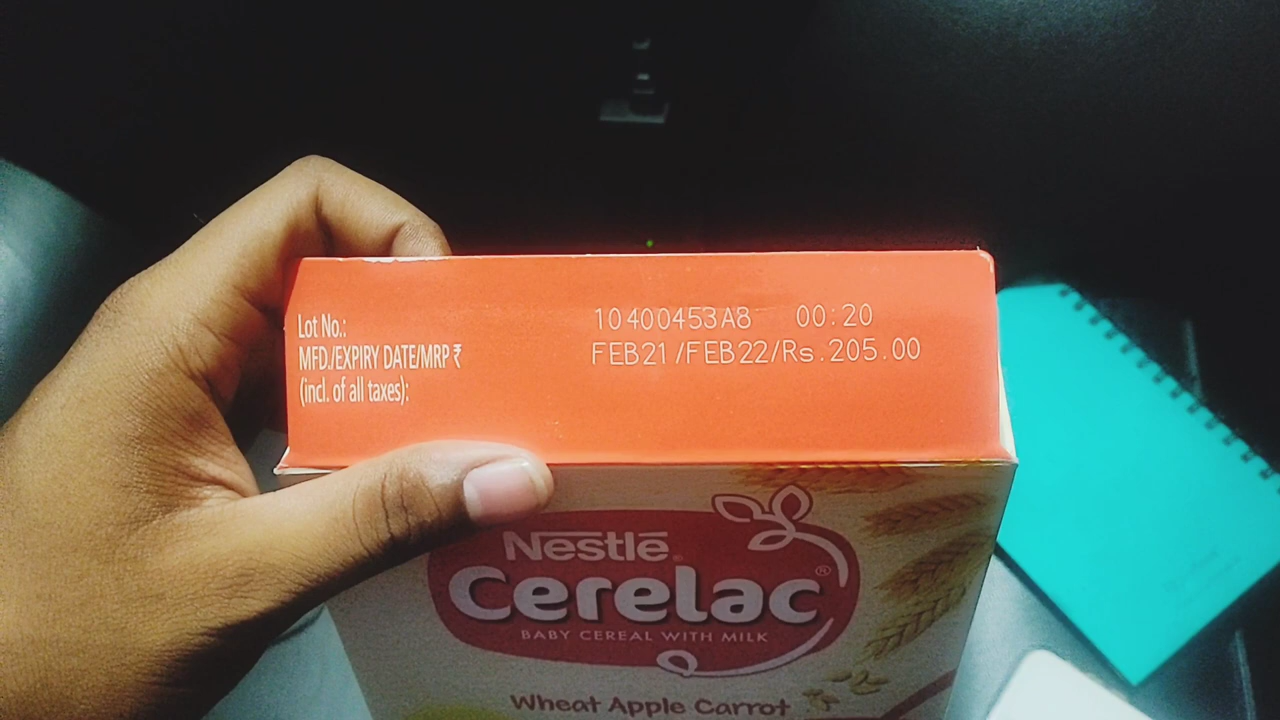 Lot No.: 10400453A8 00:20
MFD./EXPIRY DATE/MRP ₹ FEB21/FEB22/Rs.205.00
(incl. of all taxes):
Nestlé
Cerelac®
BABY CEREAL WITH MILK
Wheat Apple Carrot